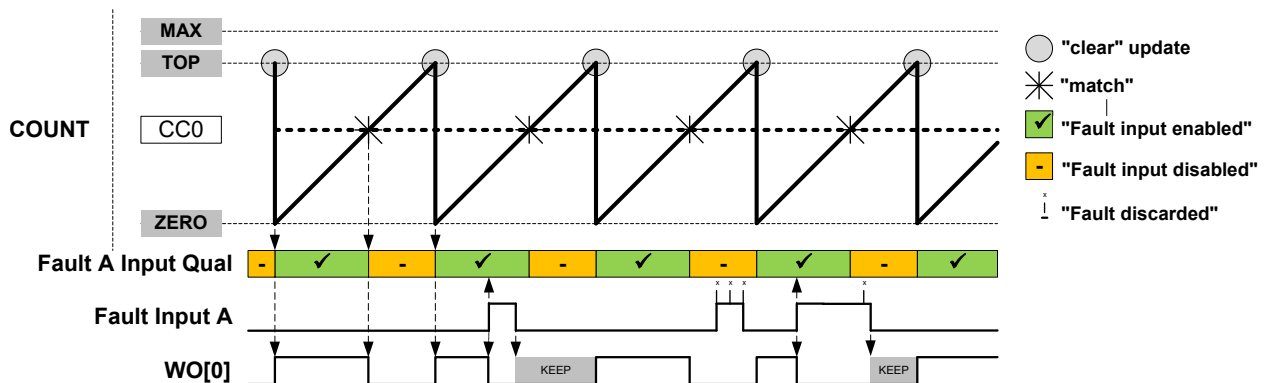 MAX
TOP
"clear" update
"match"
COUNT
CC0
"Fault input enabled"
"Fault input disabled"
"Fault discarded"
ZERO
Fault A Input Qual
- ✓ - ✓ - ✓ - ✓ - ✓
x x x x
Fault Input A
WO[0]
KEEP
KEEP